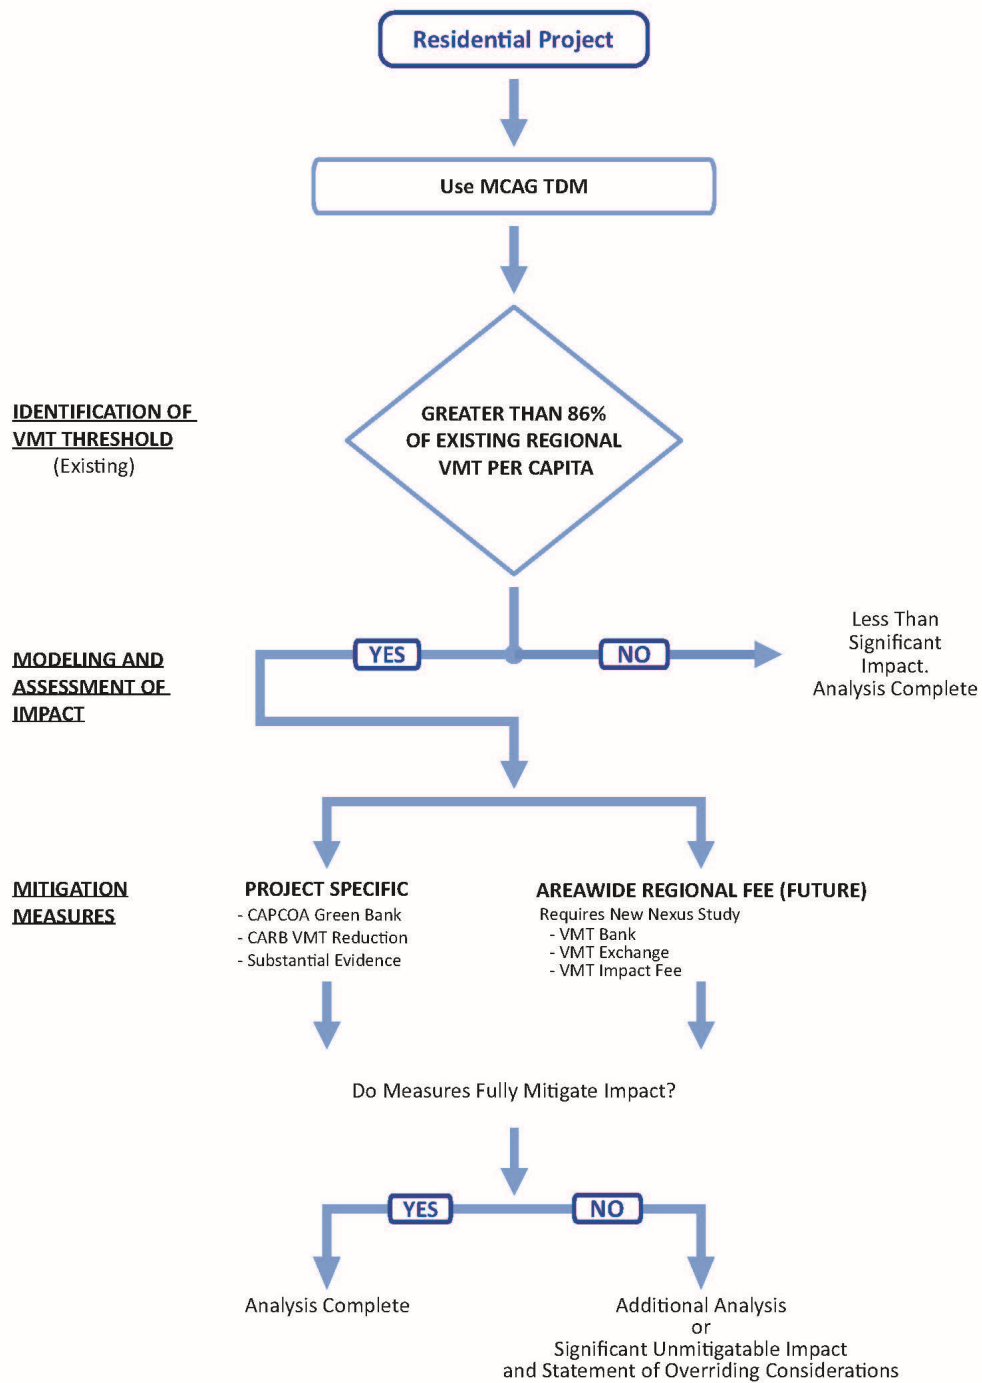 Residential Project
Use MCAG TDM
IDENTIFICATION OF
VMT THRESHOLD
(Existing)
GREATER THAN 86%
OF EXISTING REGIONAL
VMT PER CAPITA
MODELING AND
ASSESSMENT OF
IMPACT
YES
NO
Less Than
Significant
Impact.
Analysis Complete
MITIGATION
MEASURES
PROJECT SPECIFIC
- CAPCOA Green Bank
- CARB VMT Reduction
- Substantial Evidence
AREAWIDE REGIONAL FEE (FUTURE)
Requires New Nexus Study
- VMT Bank
- VMT Exchange
- VMT Impact Fee
Do Measures Fully Mitigate Impact?
YES
NO
Analysis Complete
Additional Analysis
or
Significant Unmitigatable Impact
and Statement of Overriding Considerations